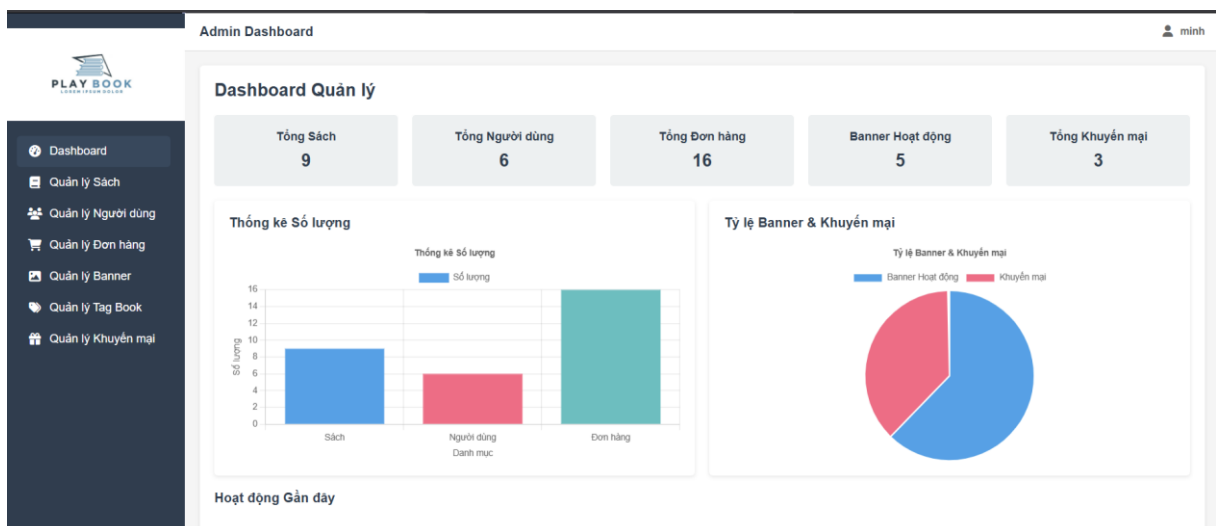 Admin Dashboard
minh
PLAY BOOK
LOREM IPSUM DOLOR
Dashboard
Quản lý Sách
Quản lý Người dùng
Quản lý Đơn hàng
Quản lý Banner
Quản lý Tag Book
Quản lý Khuyến mại
Dashboard Quản lý
Tổng Sách
9
Tổng Người dùng
6
Tổng Đơn hàng
16
Banner Hoạt động
5
Tổng Khuyến mại
3
Thống kê Số lượng
Thống kê Số lượng
Số lượng
16
14
12
10
8
6
4
2
0
Số lượng
Sách
Người dùng
Đơn hàng
Danh mục
Tỷ lệ Banner & Khuyến mại
Tỷ lệ Banner & Khuyến mại
Banner Hoạt động
Khuyến mại
Hoạt động Gần đây